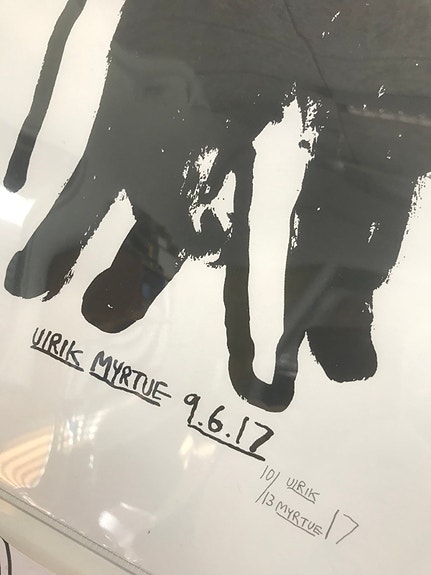 ULRIK MYRTUE 9.6.17
10/ ULRIK
/13 MYRTUE 17